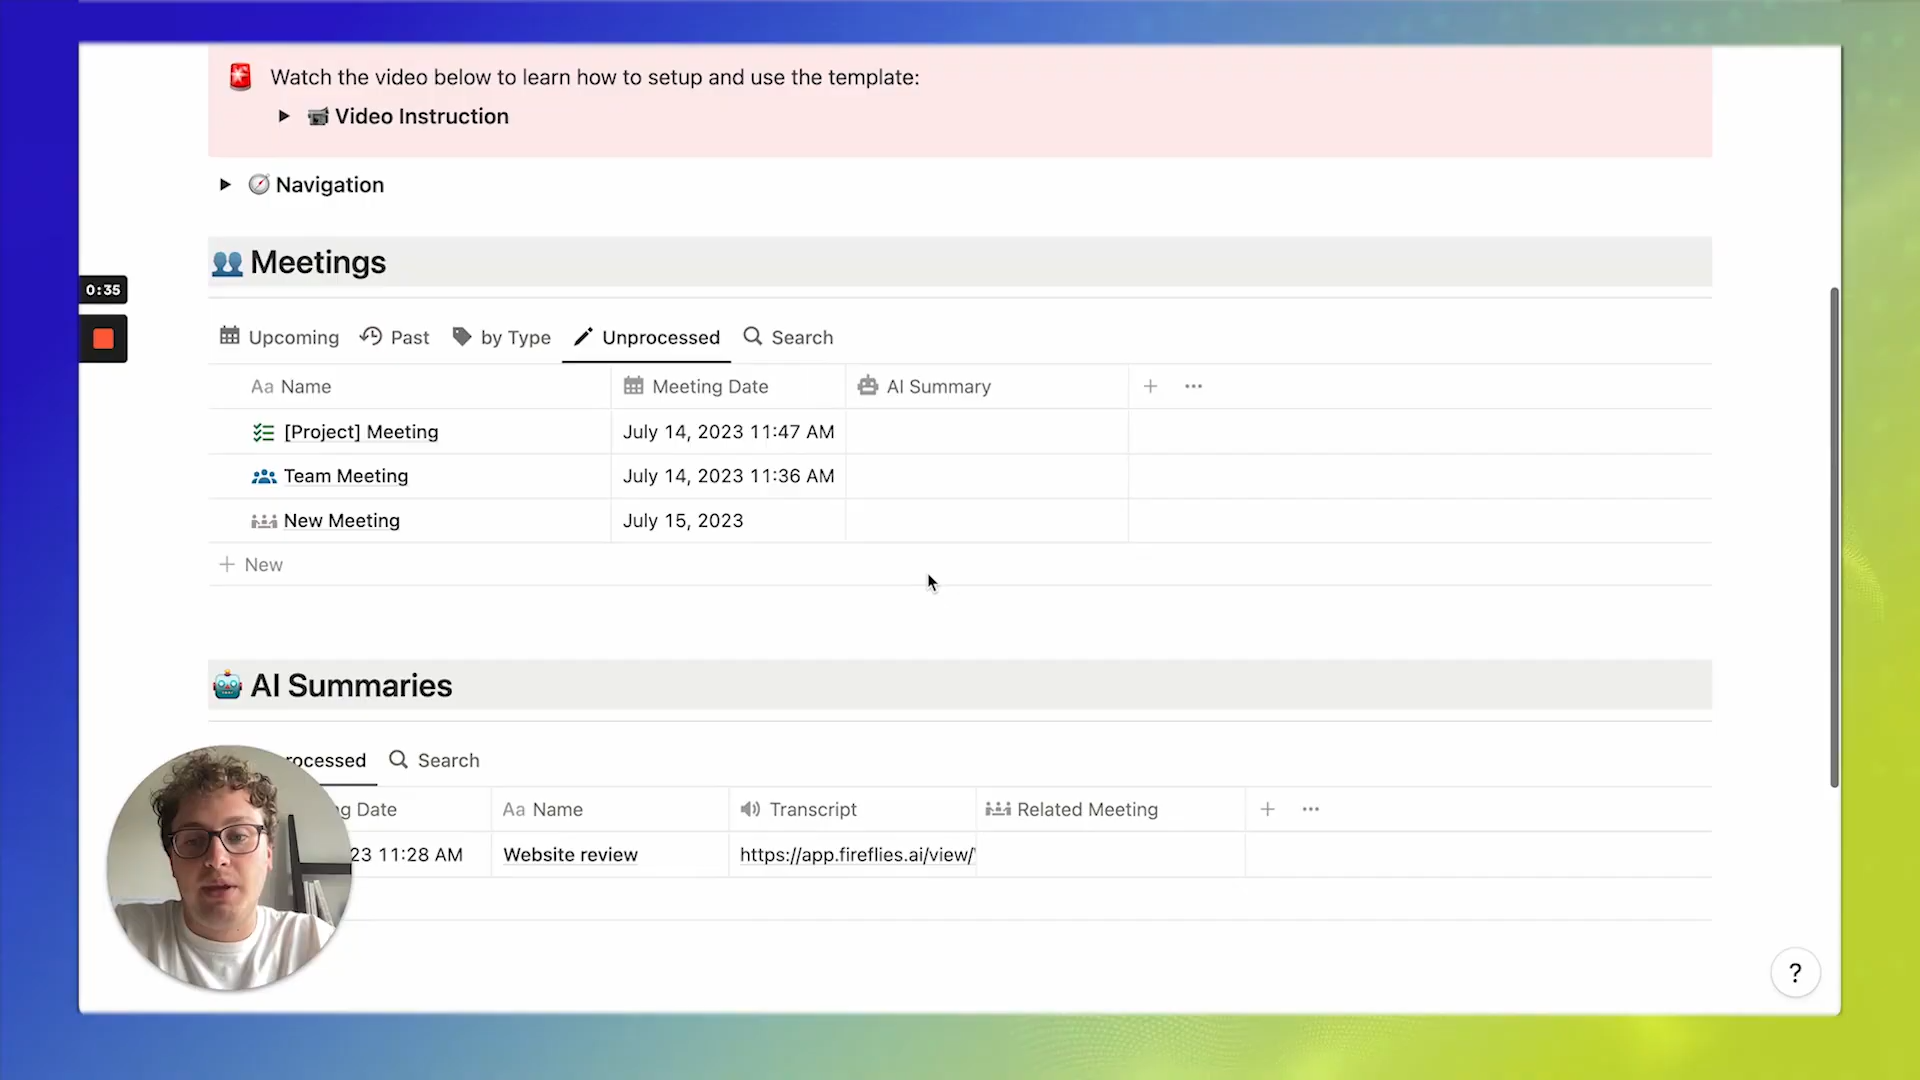 Watch the video below to learn how to setup and use the template:
Video Instruction
Navigation
Meetings
0:35
Upcoming Past by Type Unprocessed Search
Aa Name Meeting Date AI Summary
[Project] Meeting July 14, 2023 11:47 AM
Team Meeting July 14, 2023 11:36 AM
New Meeting July 15, 2023
+ New
AI Summaries
rocessed Search
g Date Aa Name Transcript Related Meeting
23 11:28 AM Website review https://app.fireflies.ai/view/
?